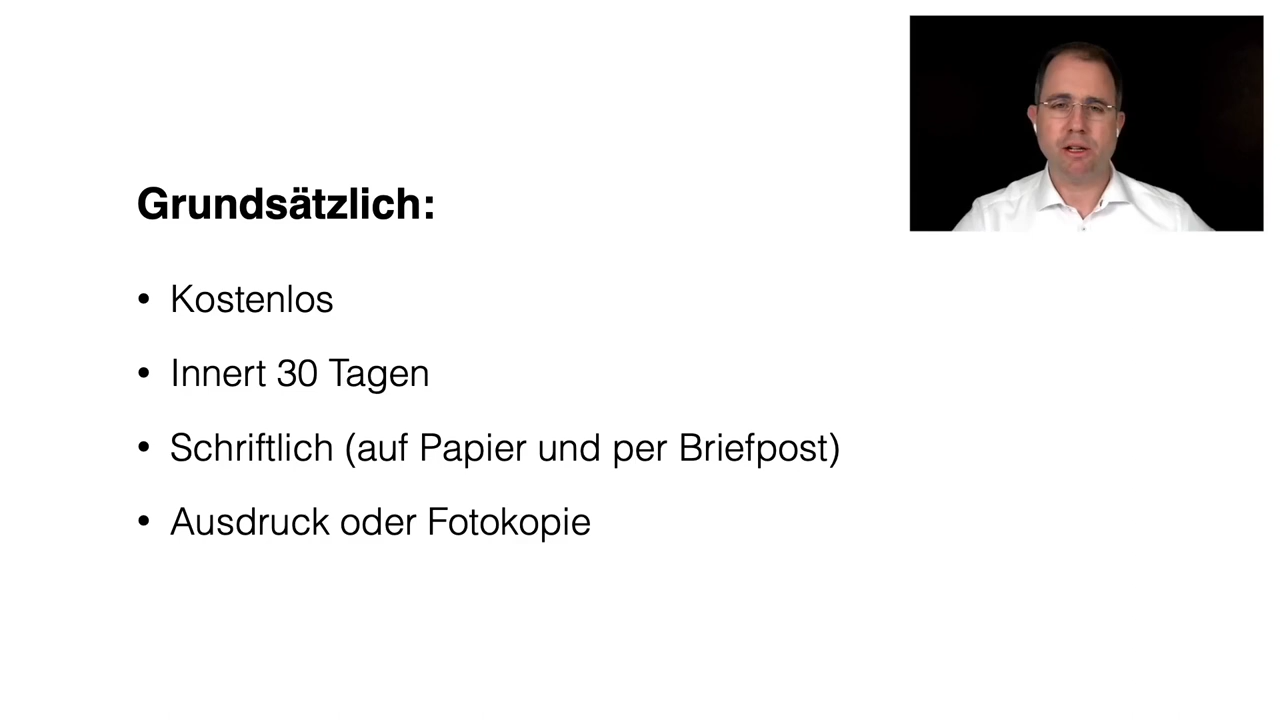 Grundsätzlich:
• Kostenlos
• Innert 30 Tagen
• Schriftlich (auf Papier und per Briefpost)
• Ausdruck oder Fotokopie